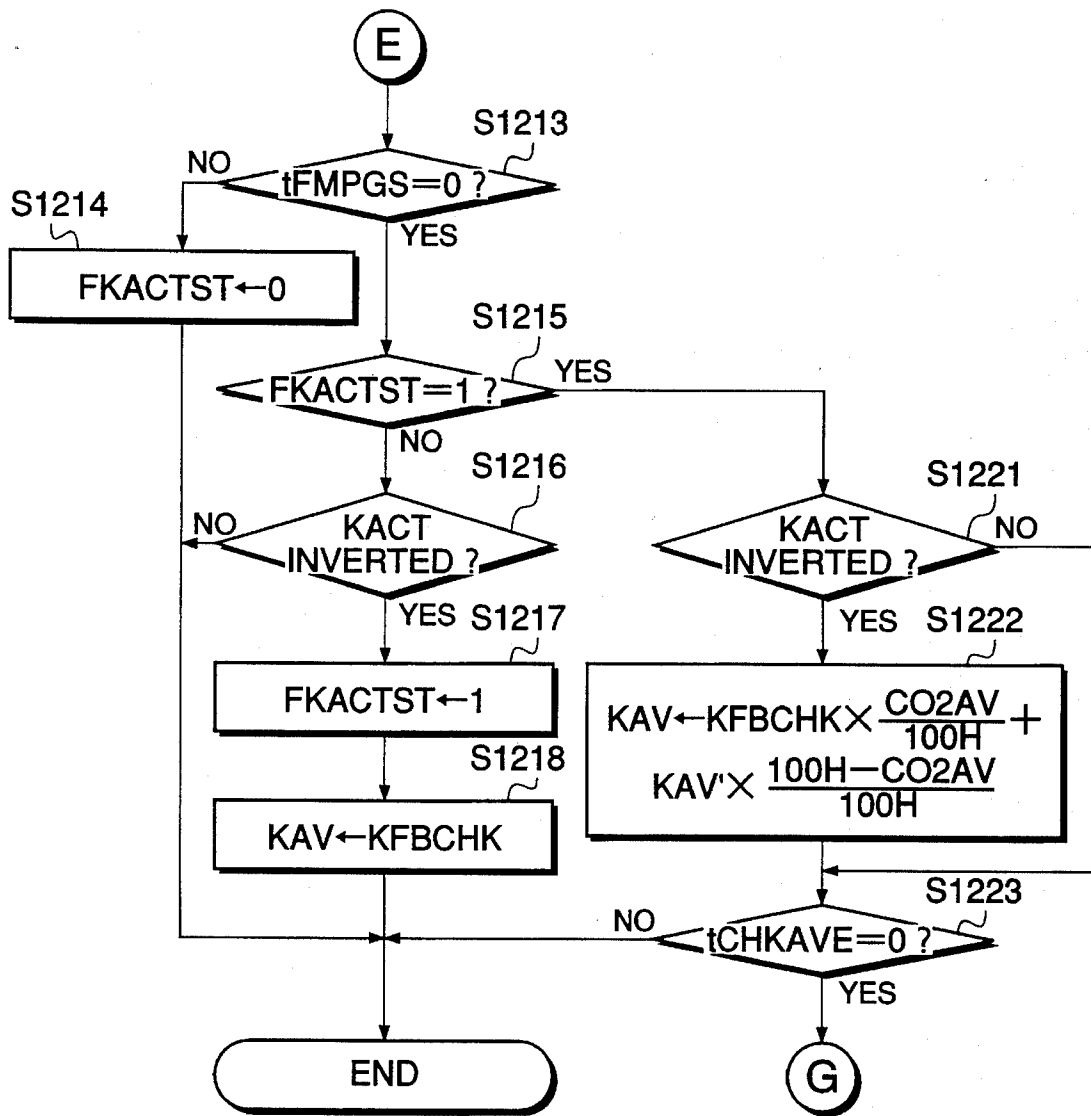 E
S1213
tFMPGS=0 ?
NO
YES
S1214
FKACTST←0
S1215
FKACTST=1 ?
YES
NO
S1216
KACT
INVERTED ?
NO
YES
S1221
KACT
INVERTED ?
NO
YES
S1217
FKACTST←1
S1222
KAV←KFBCHK×CO2AV/100H+
KAV'×100H−CO2AV/100H
S1218
KAV←KFBCHK
S1223
tCHKAVE=0 ?
NO
YES
END
G